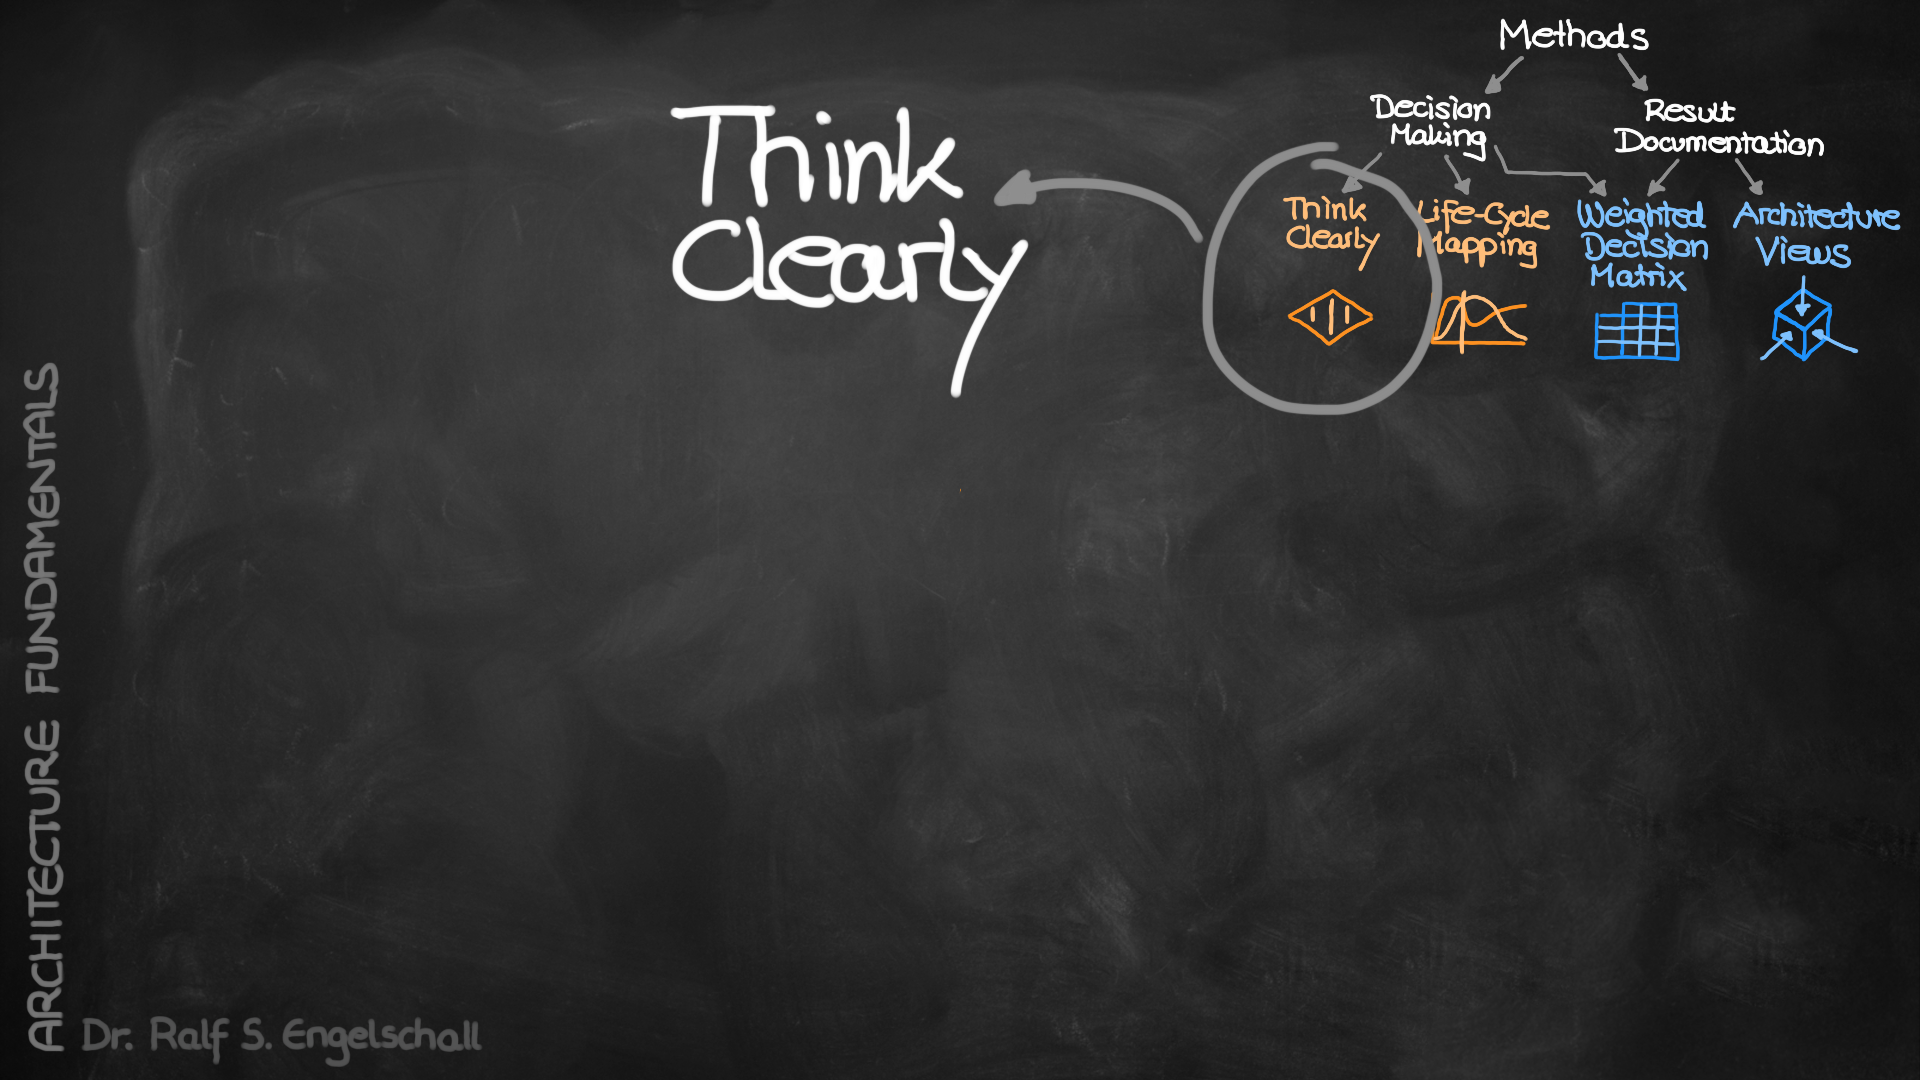 Methods
Decision
Making
Result
Documentation
Think
Clearly
Life-Cycle
Mapping
Weighted
Decision
Matrix
Architecture
Views
Think
Clearly
ARCHITECTURE FUNDAMENTALS
Dr. Ralf S. Engelschall